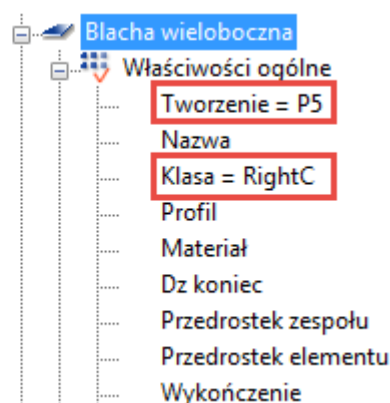 Blacha wieloboczna
Właściwości ogólne
Tworzenie = P5
Nazwa
Klasa = RightC
Profil
Materiał
Dz koniec
Przedrostek zespołu
Przedrostek elementu
Wykończenie